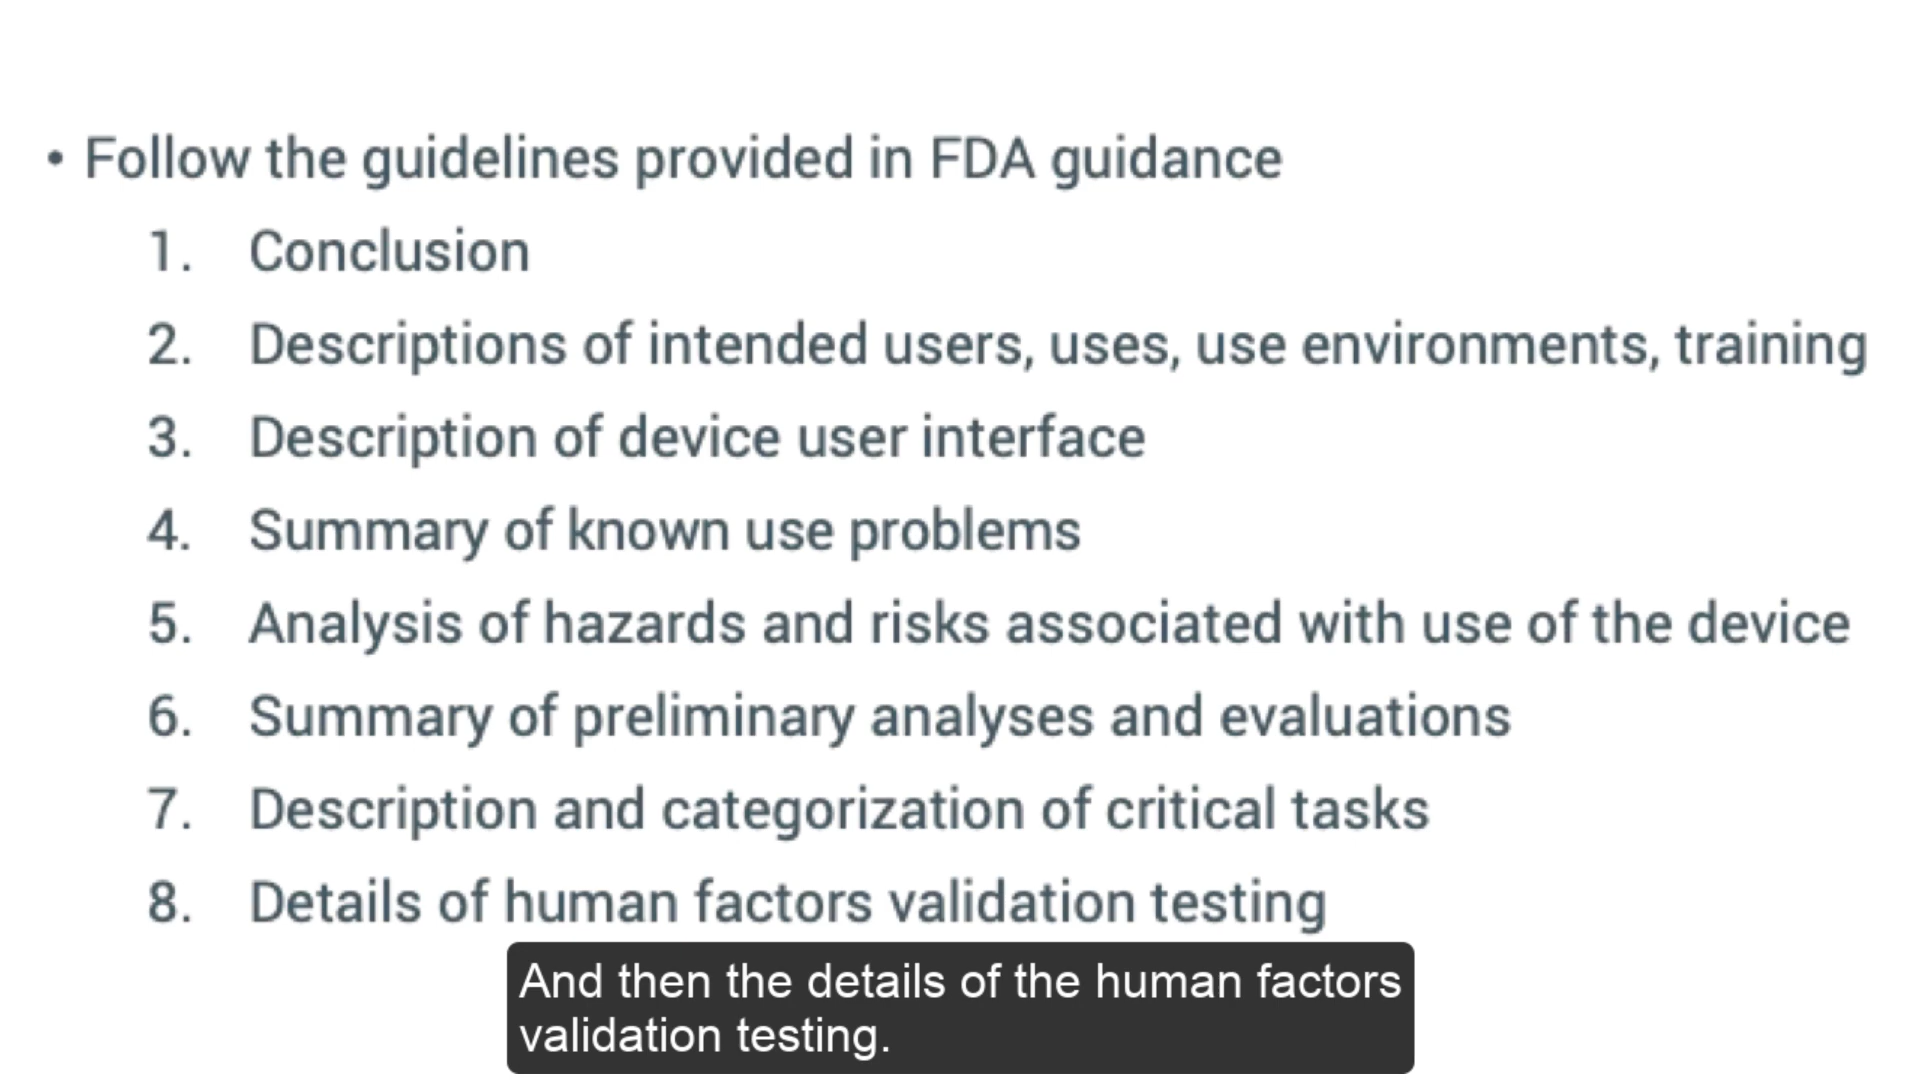 • Follow the guidelines provided in FDA guidance
1. Conclusion
2. Descriptions of intended users, uses, use environments, training
3. Description of device user interface
4. Summary of known use problems
5. Analysis of hazards and risks associated with use of the device
6. Summary of preliminary analyses and evaluations
7. Description and categorization of critical tasks
8. Details of human factors validation testing
And then the details of the human factors
validation testing.